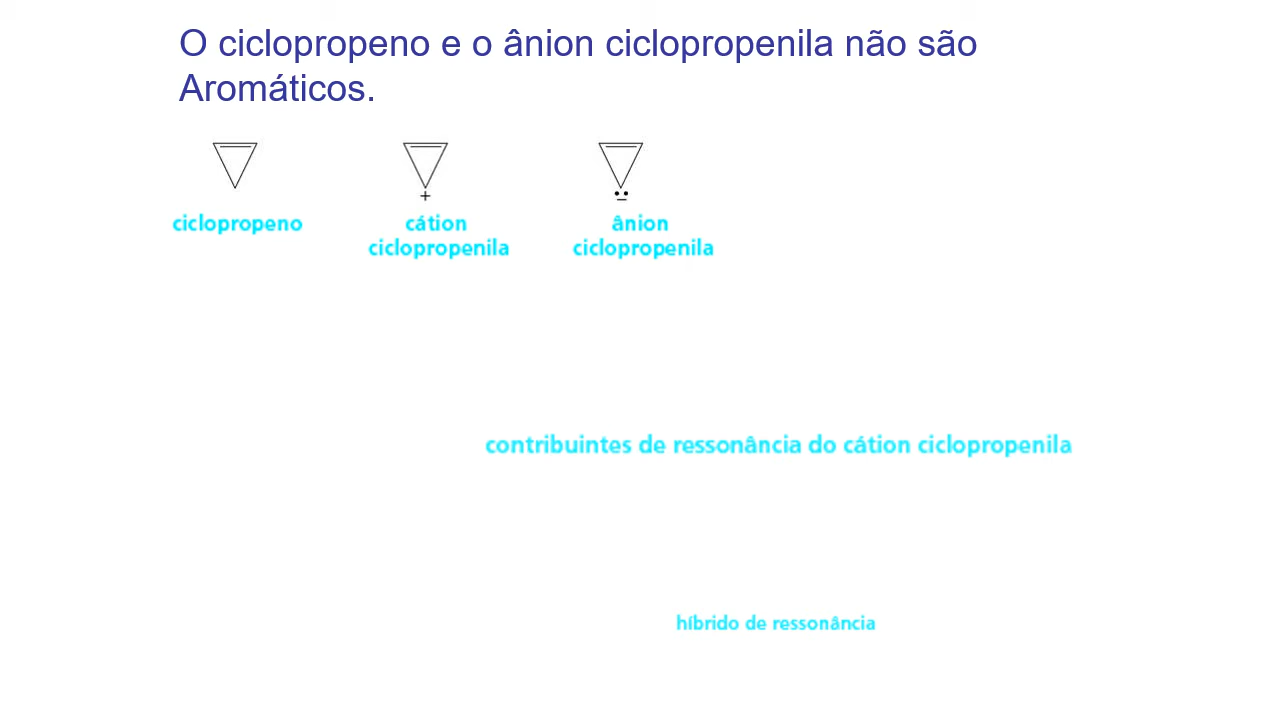 O ciclopropeno e o ânion ciclopropenila não são
Aromáticos.
+
−
ciclopropeno
cátion
ciclopropenila
ânion
ciclopropenila
contribuintes de ressonância do cátion ciclopropenila
híbrido de ressonância